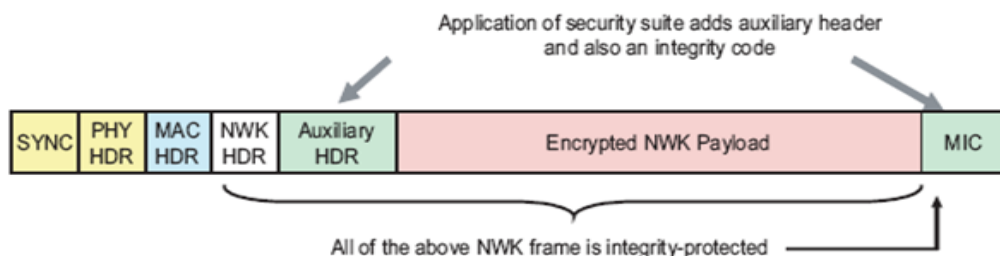 Application of security suite adds auxiliary header
and also an integrity code
SYNC
PHY
HDR
MAC
HDR
NWK
HDR
Auxiliary
HDR
Encrypted NWK Payload
MIC
All of the above NWK frame is integrity-protected